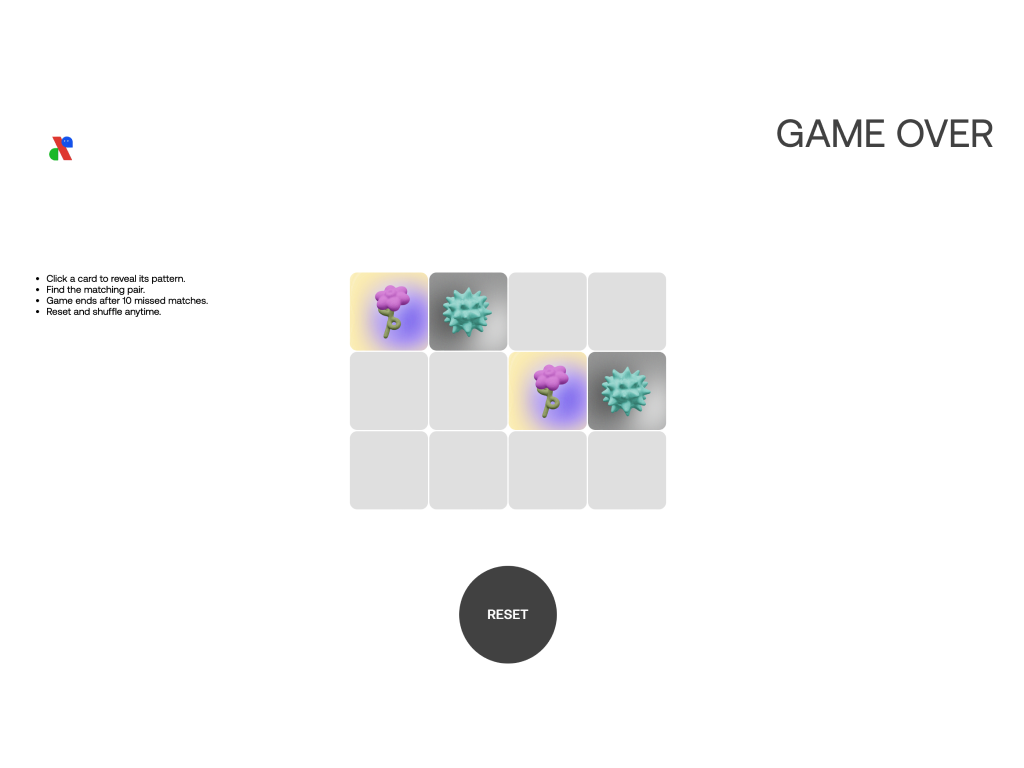 GAME OVER
Click a card to reveal its pattern.
Find the matching pair.
Game ends after 10 missed matches.
Reset and shuffle anytime.
RESET